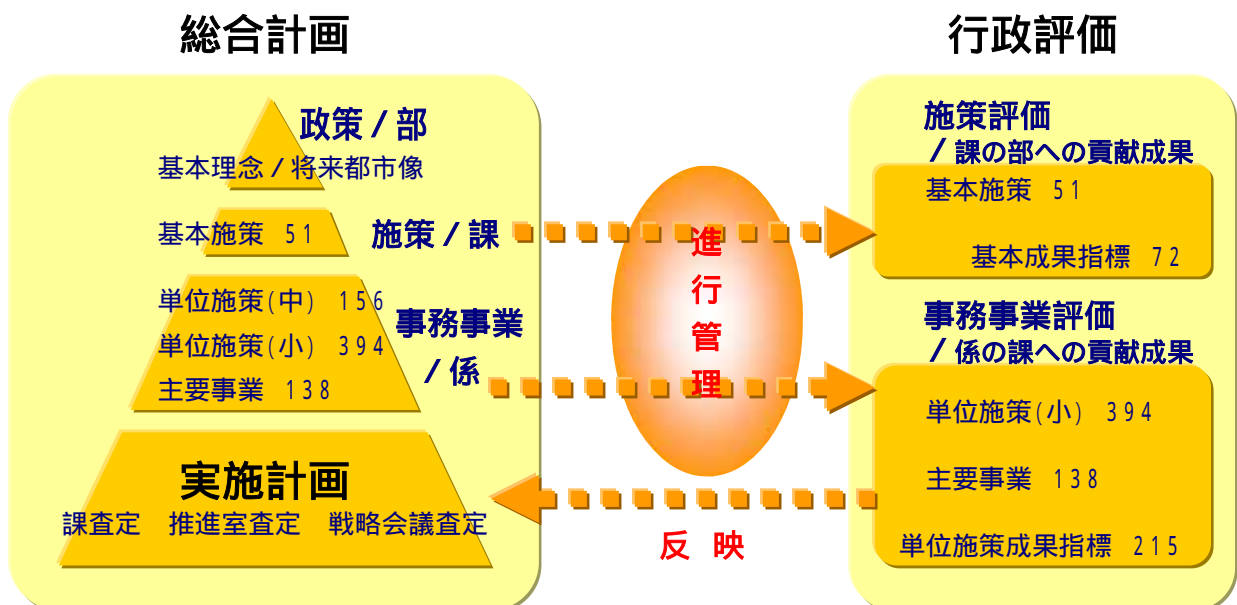 総合計画
政策／部
基本理念／将来都市像
基本施策 51
施策／課
単位施策(中) 156
単位施策(小) 394
主要事業 138
事務事業
／係
実施計画
課査定 推進室査定 戦略会議査定
進行管理
反映
行政評価
施策評価
／課の部への貢献成果
基本施策 51
基本成果指標 72
事務事業評価
／係の課への貢献成果
単位施策(小) 394
主要事業 138
単位施策成果指標 215